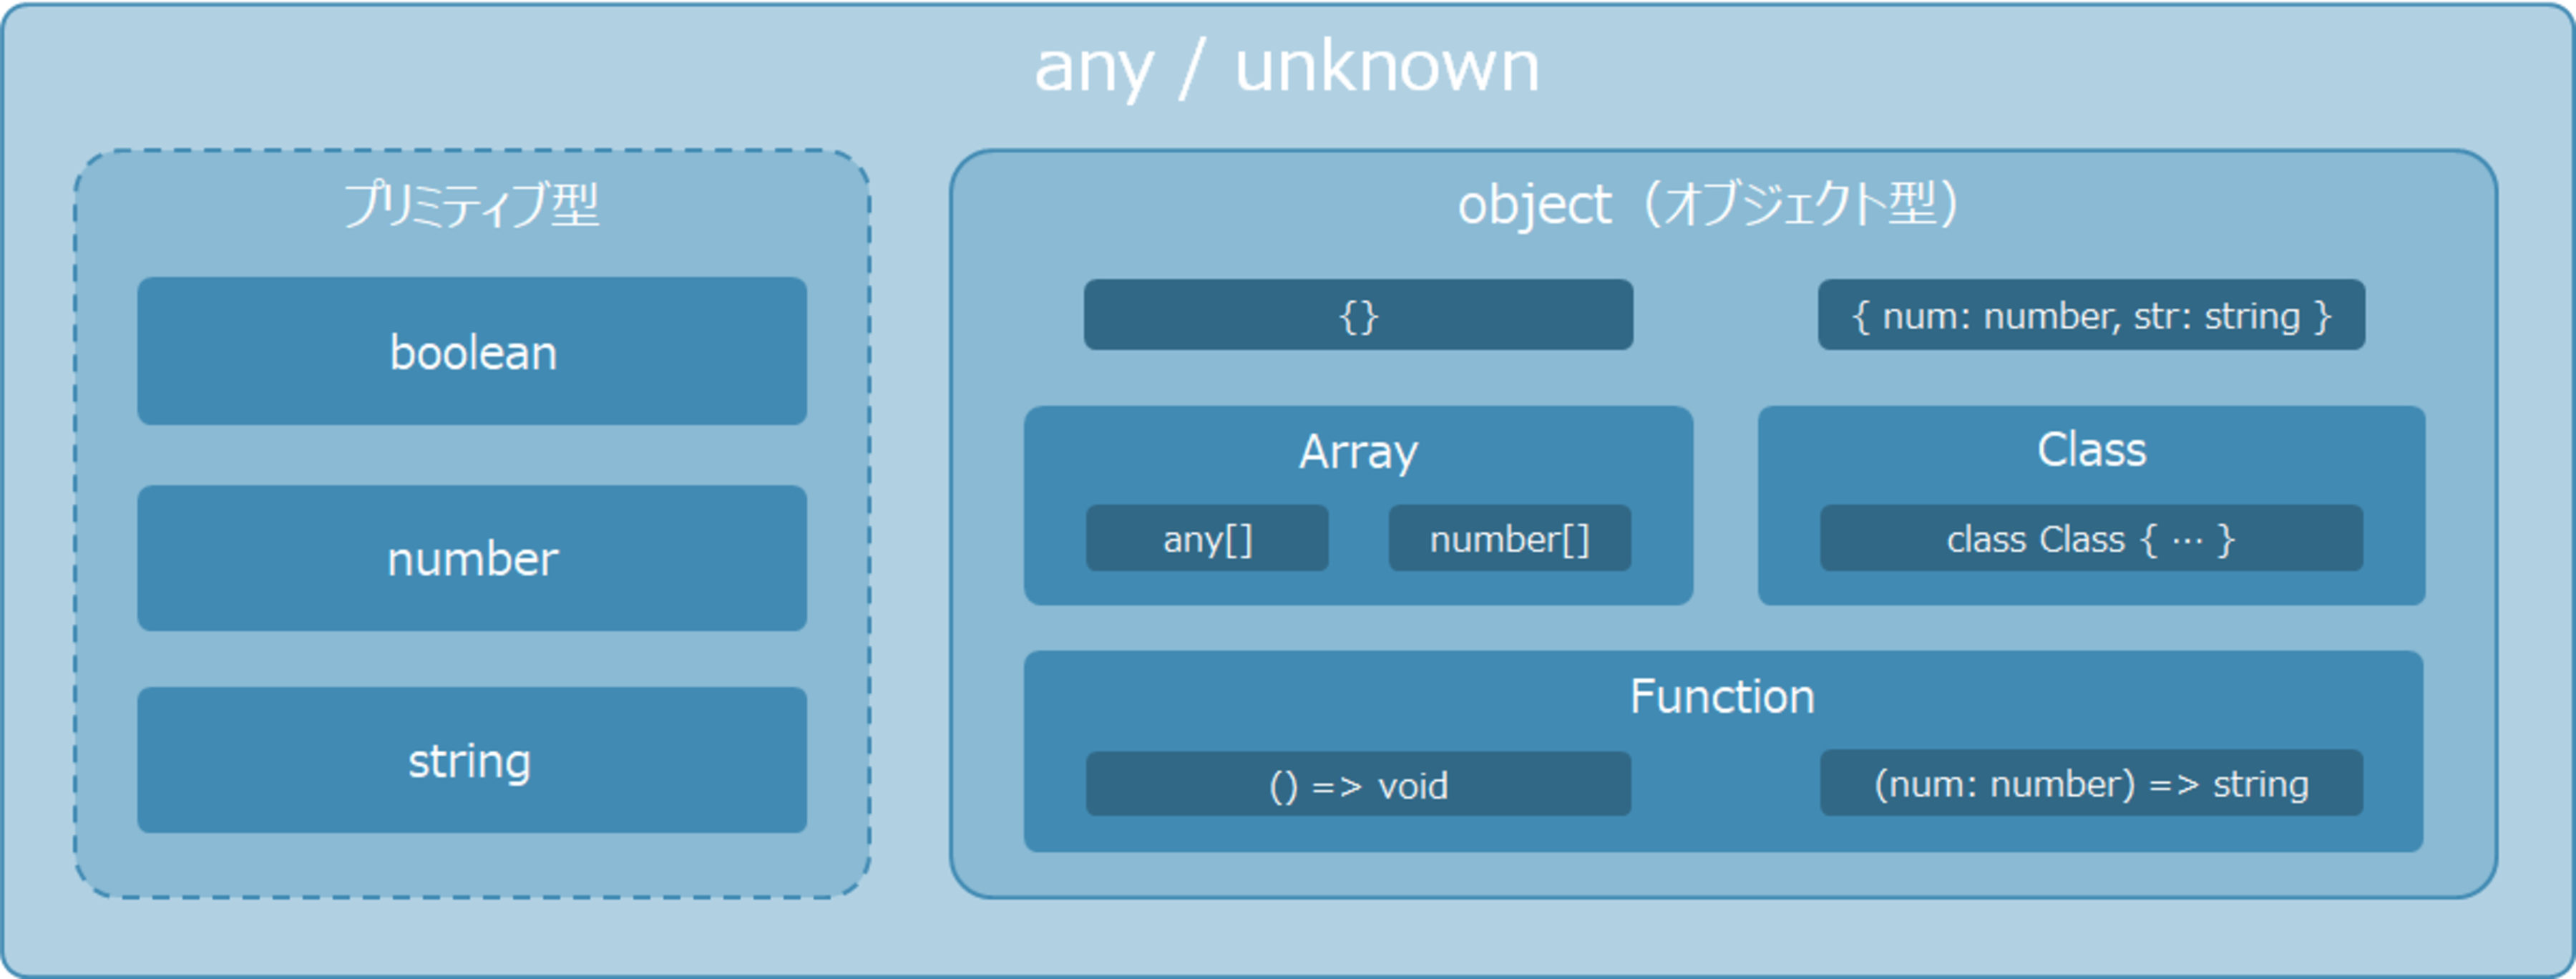 any / unknown
プリミティブ型
boolean
number
string
object（オブジェクト型）
{}
{ num: number, str: string }
Array
any[]
number[]
Class
class Class { … }
Function
() => void
(num: number) => string